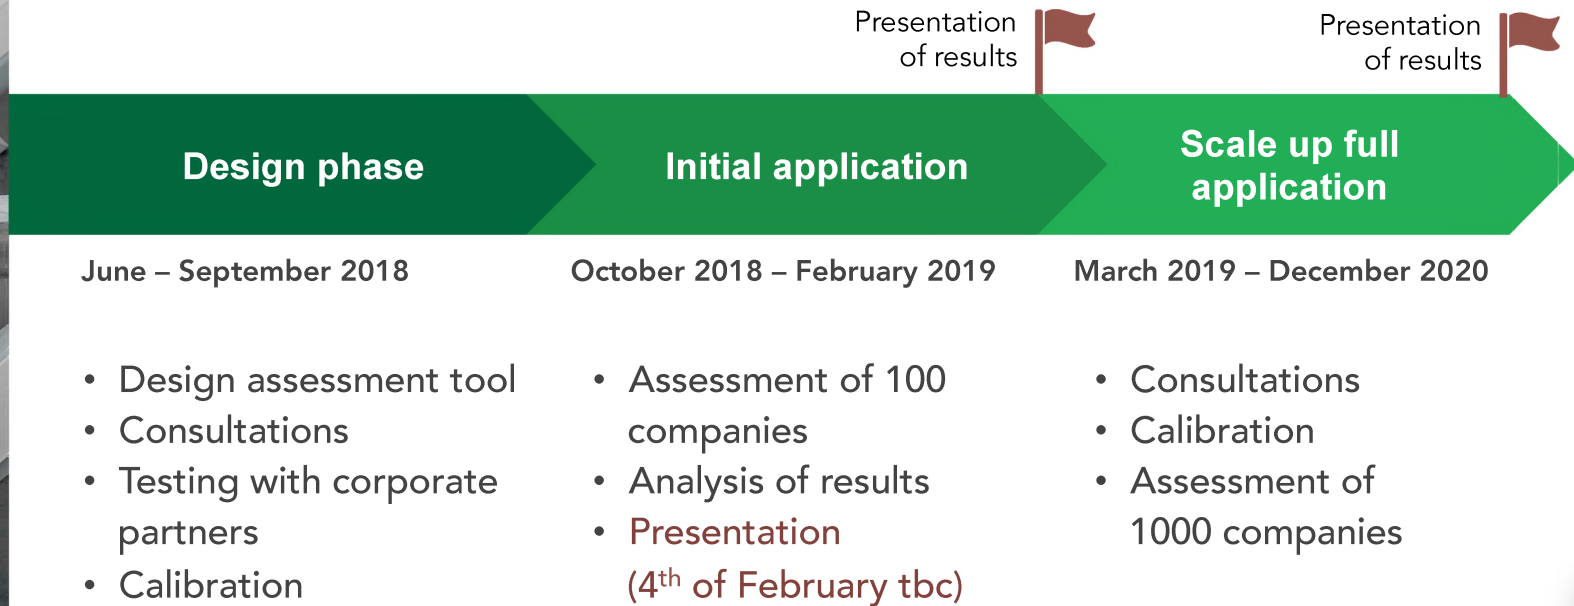 Presentation
of results
Presentation
of results
Design phase
Initial application
Scale up full
application
June – September 2018
October 2018 – February 2019
March 2019 – December 2020
• Design assessment tool
• Consultations
• Testing with corporate
partners
• Calibration
• Assessment of 100
companies
• Analysis of results
• Presentation
(4th of February tbc)
• Consultations
• Calibration
• Assessment of
1000 companies